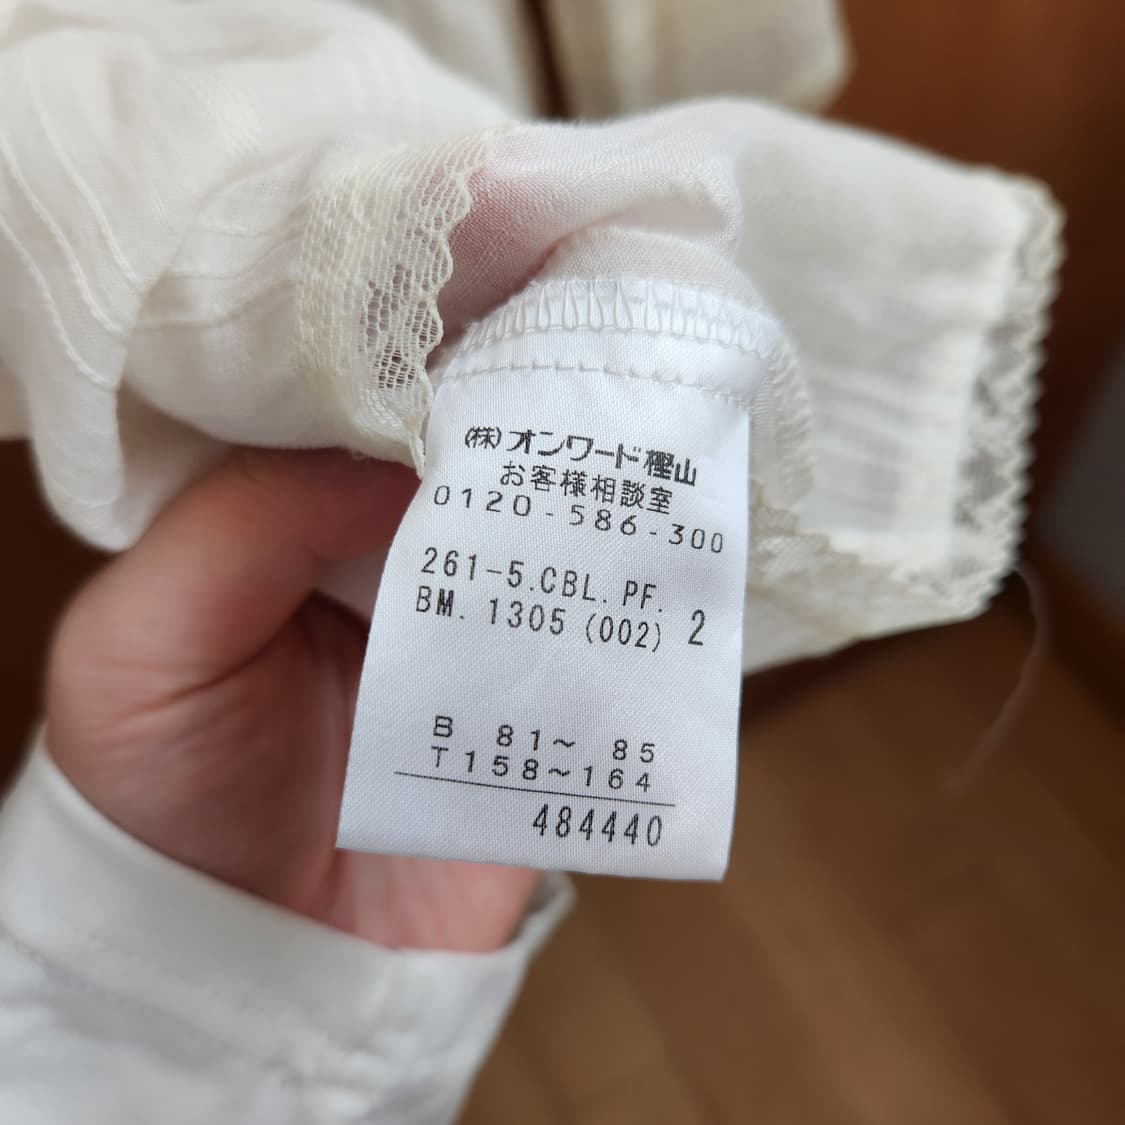 (株)オンワード樫山
お客様相談室
0120-586-300
261-5.CBL.PF.
BM. 1305 (002) 2
B 81～ 85
T158～164
484440